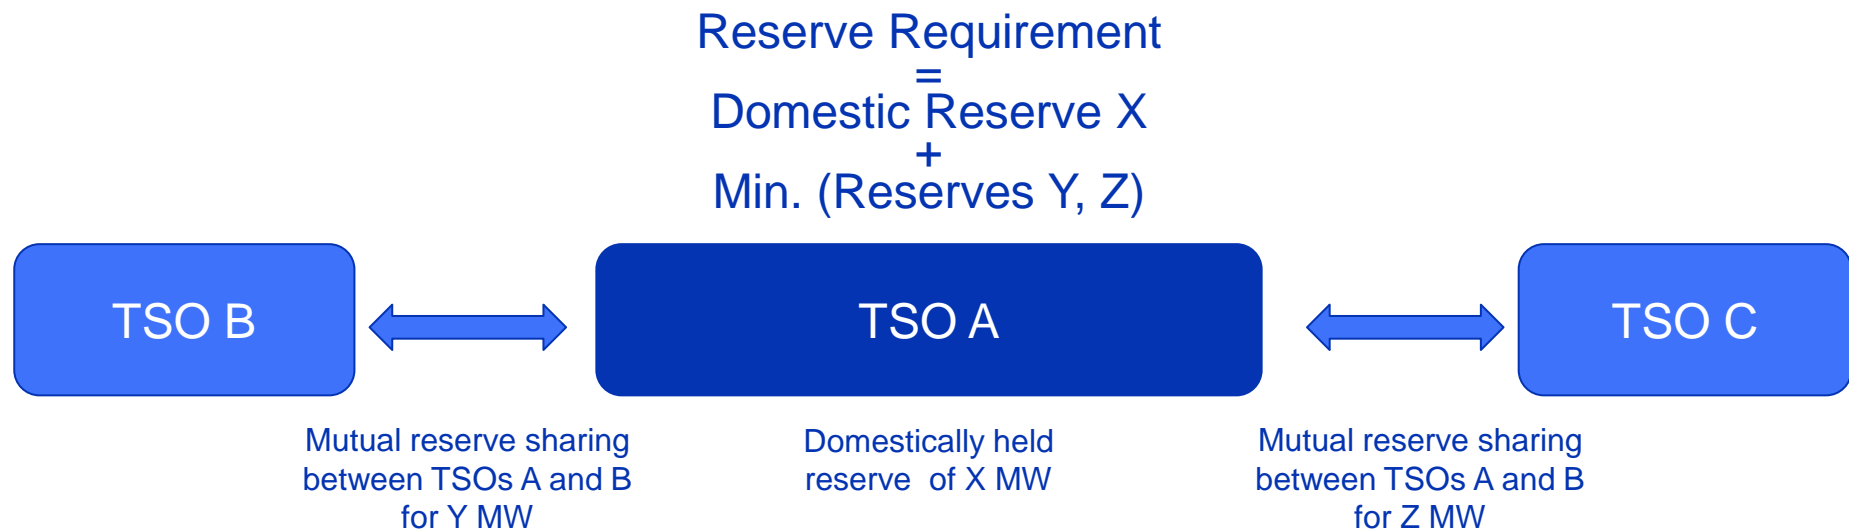 Reserve Requirement
=
Domestic Reserve X
+
Min. (Reserves Y, Z)
TSO B
TSO A
TSO C
Mutual reserve sharing
between TSOs A and B
for Y MW
Domestically held
reserve of X MW
Mutual reserve sharing
between TSOs A and B
for Z MW